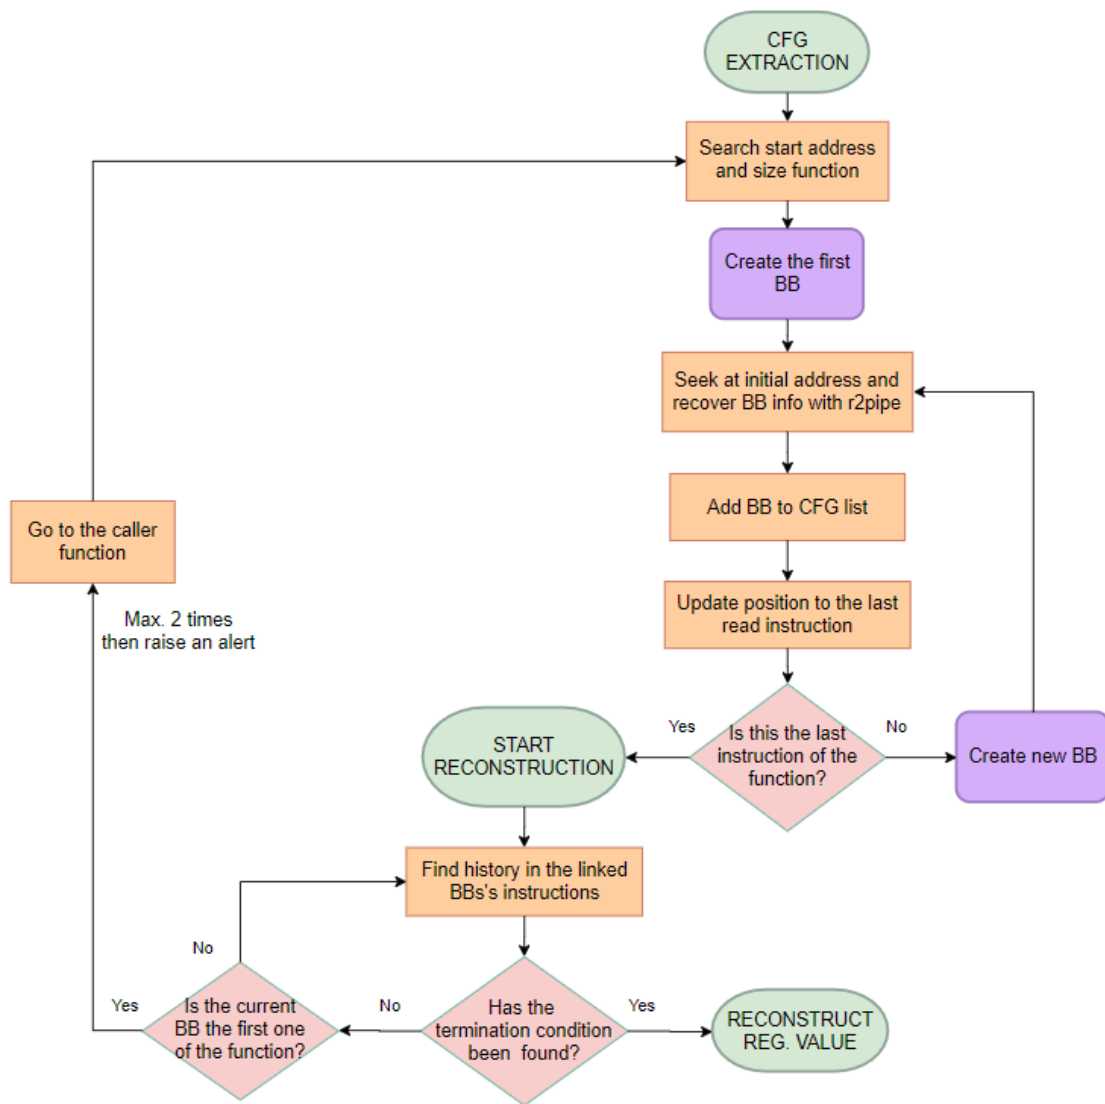 CFG
EXTRACTION
Search start address
and size function
Create the first
BB
Seek at initial address and
recover BB info with r2pipe
Add BB to CFG list
Go to the caller
function
Update position to the last
read instruction
Max. 2 times
then raise an alert
Is this the last
instruction of the
function?
Yes
No
Create new BB
START
RECONSTRUCTION
Find history in the linked
BBs's instructions
No
Has the
termination condition
been found?
No
Yes
Is the current
BB the first one
of the function?
Yes
RECONSTRUCT
REG. VALUE